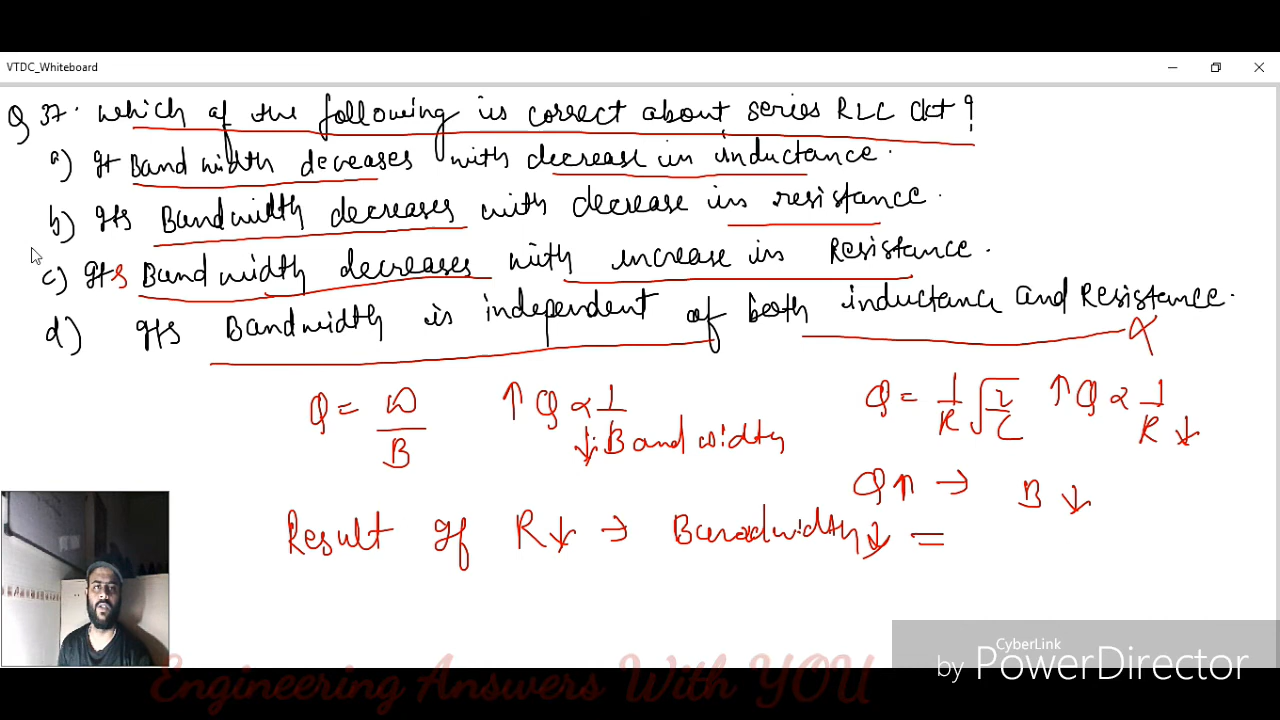 VTDC_Whiteboard
Q 37. which of the following is correct about series RLC ckt?
a) It Bandwidth decreases with decrease in inductance.
b) Its Bandwidth decreases with decrease in resistance.
c) Its Bandwidth decreases with increase in Resistance.
d) Its Bandwidth is independent of both inductance and Resistance.
Q = ω/B ↑ Q ∝ 1/↓Bandwidth
Q = 1/R √L/C ↑ Q ∝ 1/R ↓
Q↑ → B ↓
Result If R↓ → Bandwidth↓ =
CyberLink
by PowerDirector
Engineering Answers With YOU